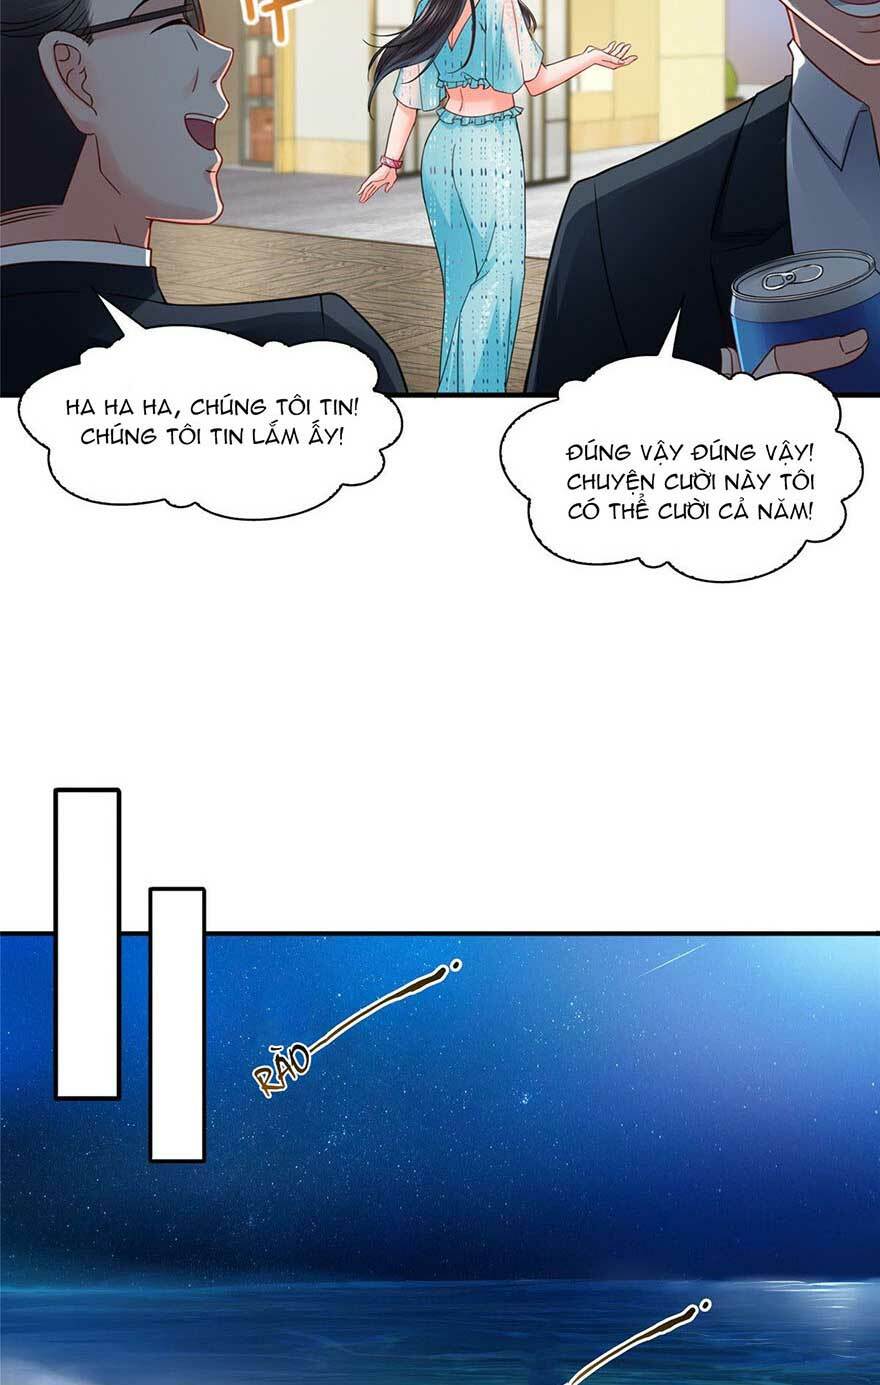 HA HA HA, CHÚNG TÔI TIN!
CHÚNG TÔI TIN LẮM ẤY!
ĐÚNG VẬY ĐÚNG VẬY!
CHUYỆN CƯỜI NÀY TÔI
CÓ THỂ CƯỜI CẢ NĂM!
RÀO